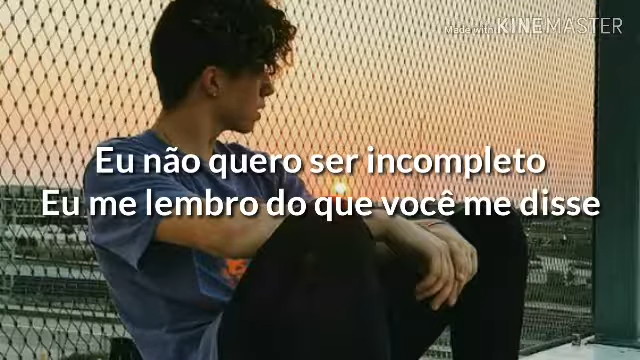 Made with KINEMASTER
Eu não quero ser incompleto
Eu me lembro do que você me disse